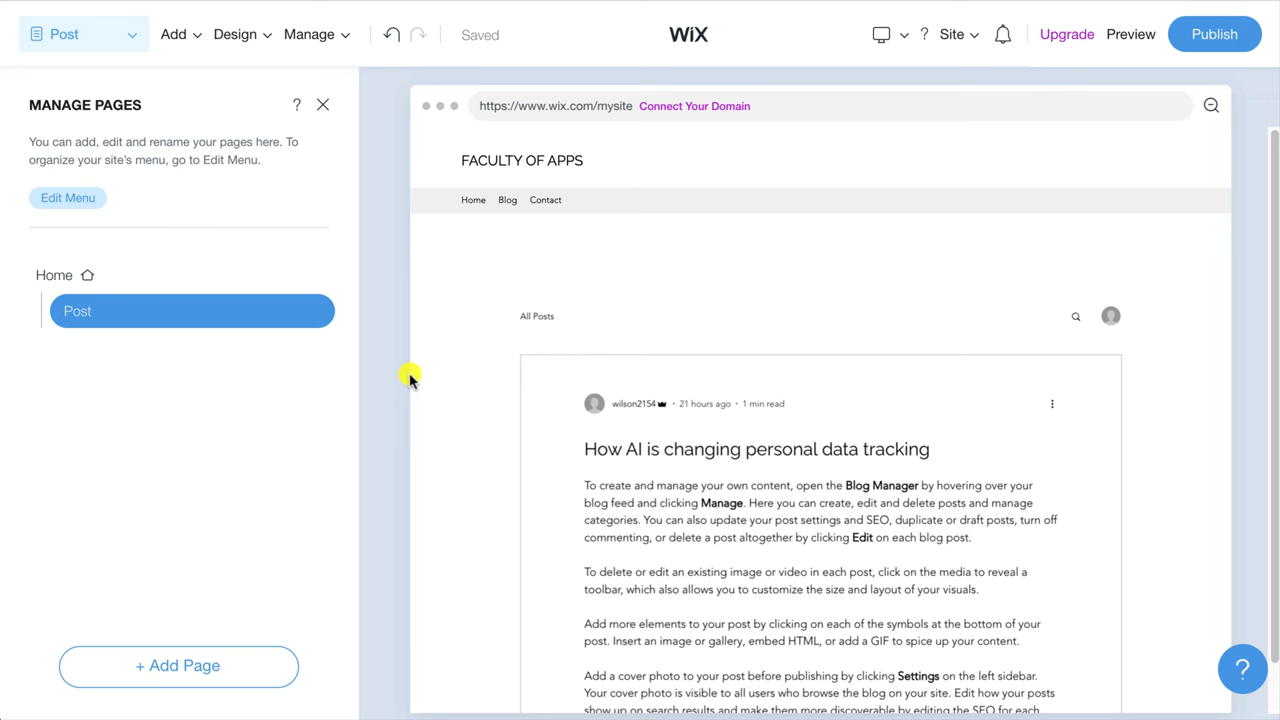 Post Add Design Manage Saved WiX ? Site Upgrade Preview Publish
MANAGE PAGES ?
You can add, edit and rename your pages here. To
organize your site's menu, go to Edit Menu.
Edit Menu
Home
Post
+ Add Page
https://www.wix.com/mysite Connect Your Domain
FACULTY OF APPS
Home Blog Contact
All Posts
wilson2154 · 21 hours ago · 1 min read
How AI is changing personal data tracking
To create and manage your own content, open the Blog Manager by hovering over your
blog feed and clicking Manage. Here you can create, edit and delete posts and manage
categories. You can also update your post settings and SEO, duplicate or draft posts, turn off
commenting, or delete a post altogether by clicking Edit on each blog post.
To delete or edit an existing image or video in each post, click on the media to reveal a
toolbar, which also allows you to customize the size and layout of your visuals.
Add more elements to your post by clicking on each of the symbols at the bottom of your
post. Insert an image or gallery, embed HTML, or add a GIF to spice up your content.
Add a cover photo to your post before publishing by clicking Settings on the left sidebar.
Your cover photo is visible to all users who browse the blog on your site. Edit how your posts
show up on search results and make them more discoverable by editing the SEO for each
?